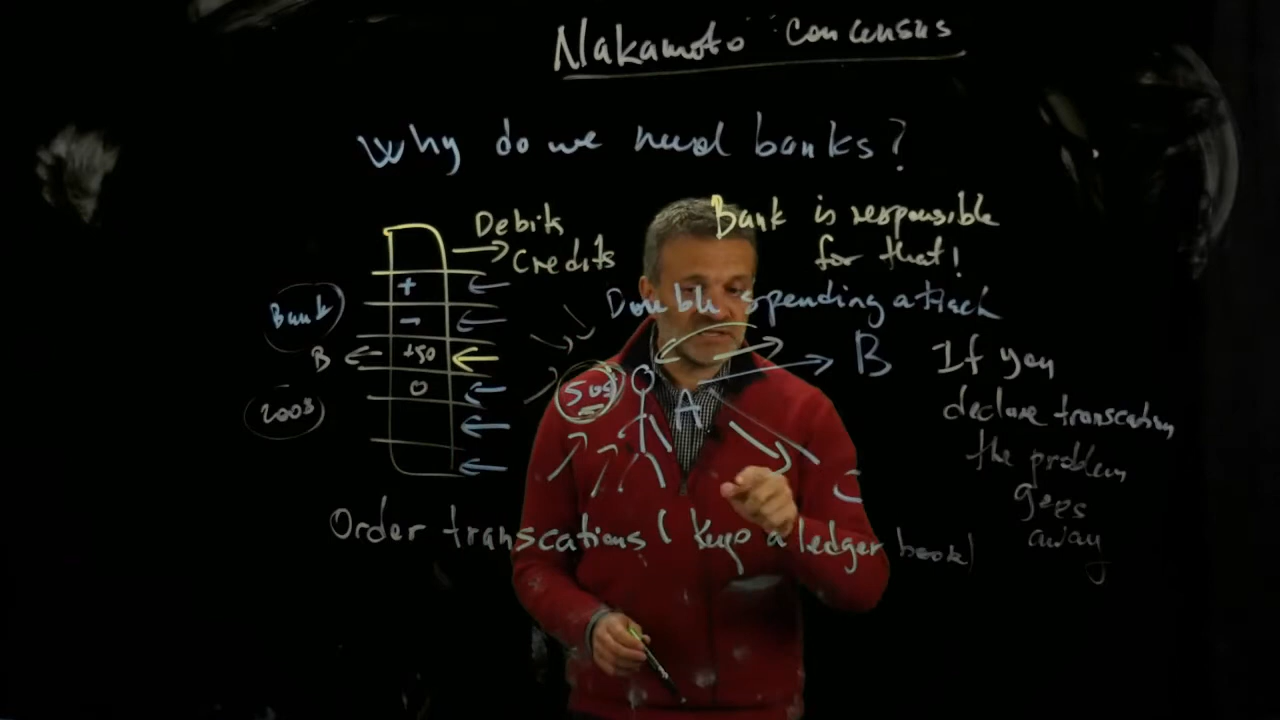 Nakamoto Concensus
Why do we need banks?
Debits
Credits
Bank is responsible
for that!
+
Bank
-
Double spending attack
B
+50
50$
B
If you
0
A
declare transcation
2008
the problem
C
goes
away
Order transcations ( keep a ledger book)